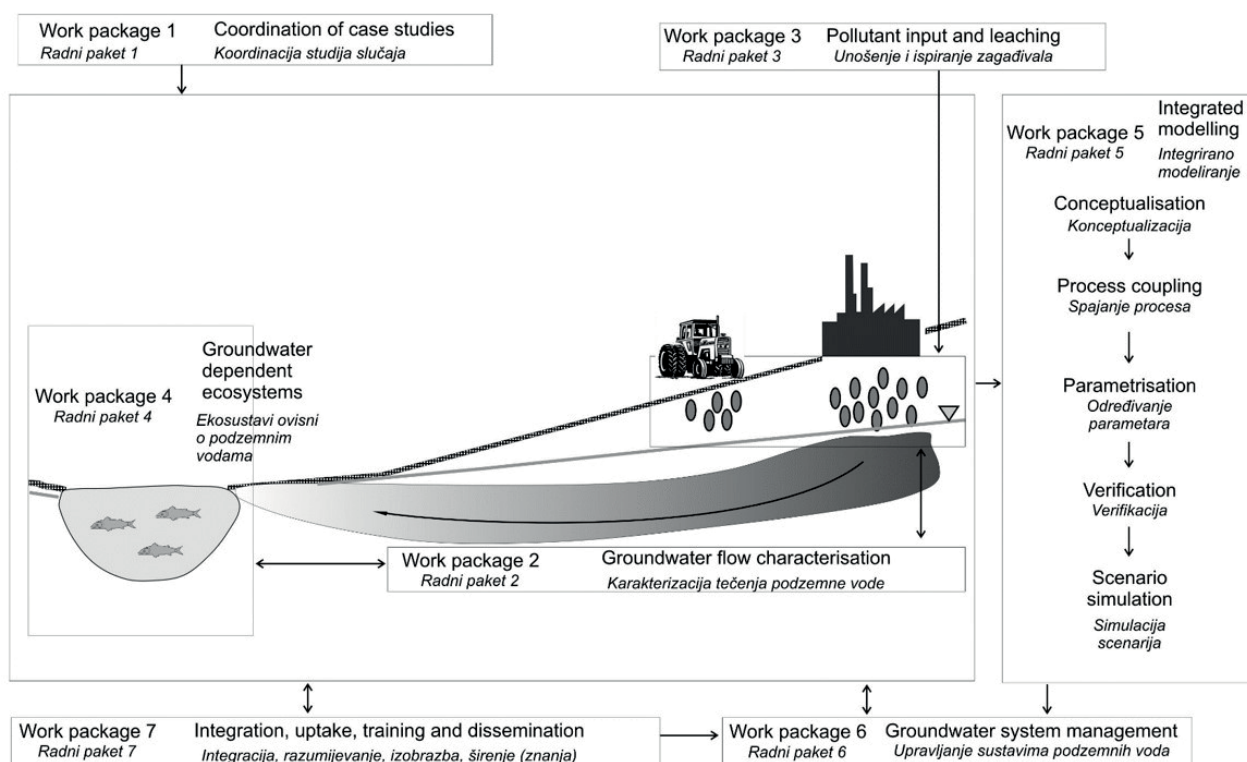 Work package 1 Coordination of case studies
Radni paket 1 Koordinacija studija slučaja
Work package 3 Pollutant input and leaching
Radni paket 3 Unošenje i ispiranje zagađivala
Work package 5
Radni paket 5
Integrated
modelling
Integrirano
modeliranje
Conceptualisation
Konceptualizacija
Process coupling
Spajanje procesa
Parametrisation
Određivanje
parametara
Verification
Verifikacija
Scenario
simulation
Simulacija
scenarija
Work package 4
Radni paket 4
Groundwater
dependent
ecosystems
Ekosustavi ovisni
o podzemnim
vodama
Work package 2 Groundwater flow characterisation
Radni paket 2 Karakterizacija tečenja podzemne vode
Work package 7 Integration, uptake, training and dissemination
Radni paket 7 Integracija, razumijevanje, izobrazba, širenje (znanja)
Work package 6 Groundwater system management
Radni paket 6 Upravljanje sustavima podzemnih voda